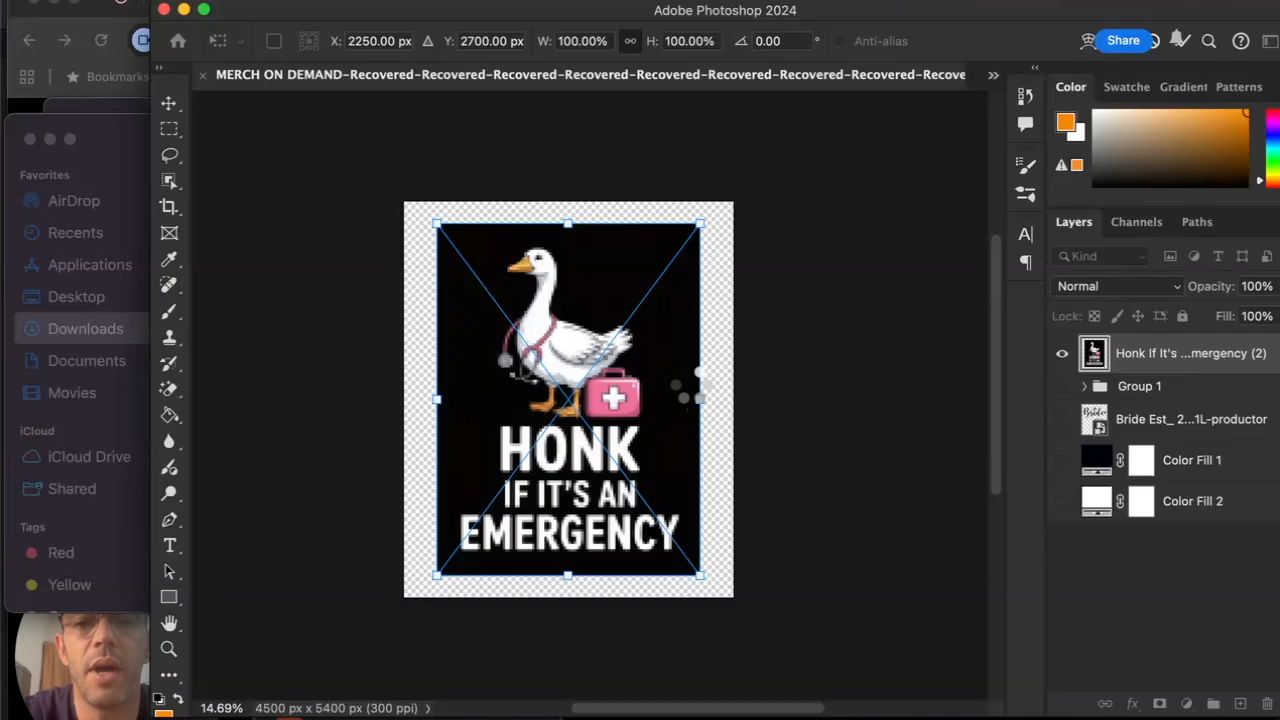 Adobe Photoshop 2024
X: 2250.00 px Y: 2700.00 px W: 100.00% H: 100.00% 0.00 ° Anti-alias
Share
Bookmarks
MERCH ON DEMAND-Recovered-Recovered-Recovered-Recovered-Recovered-Recovered-Recovered-Recovered-Recove
Favorites
AirDrop
Recents
Applications
Desktop
Downloads
Documents
Movies
iCloud
iCloud Drive
Shared
Tags
Red
Yellow
HONK
IF IT'S AN
EMERGENCY
14.69% 4500 px x 5400 px (300 ppi)
Color Swatche Gradient Patterns
Layers Channels Paths
Kind
Normal Opacity: 100%
Lock: Fill: 100%
Honk If It's ...mergency (2)
Group 1
Bride Est_ 2...1L-productor
Color Fill 1
Color Fill 2